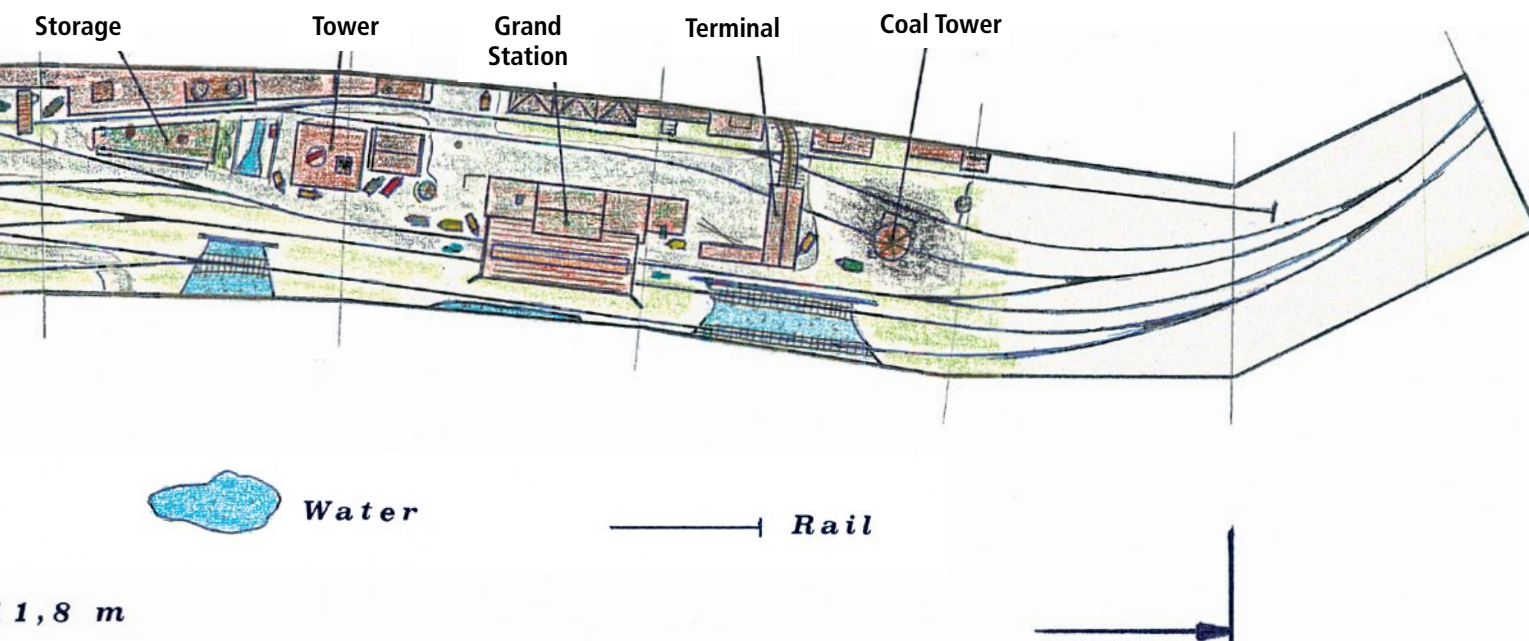 Storage
Tower
Grand
Station
Terminal
Coal Tower
Water
Rail
1,8 m